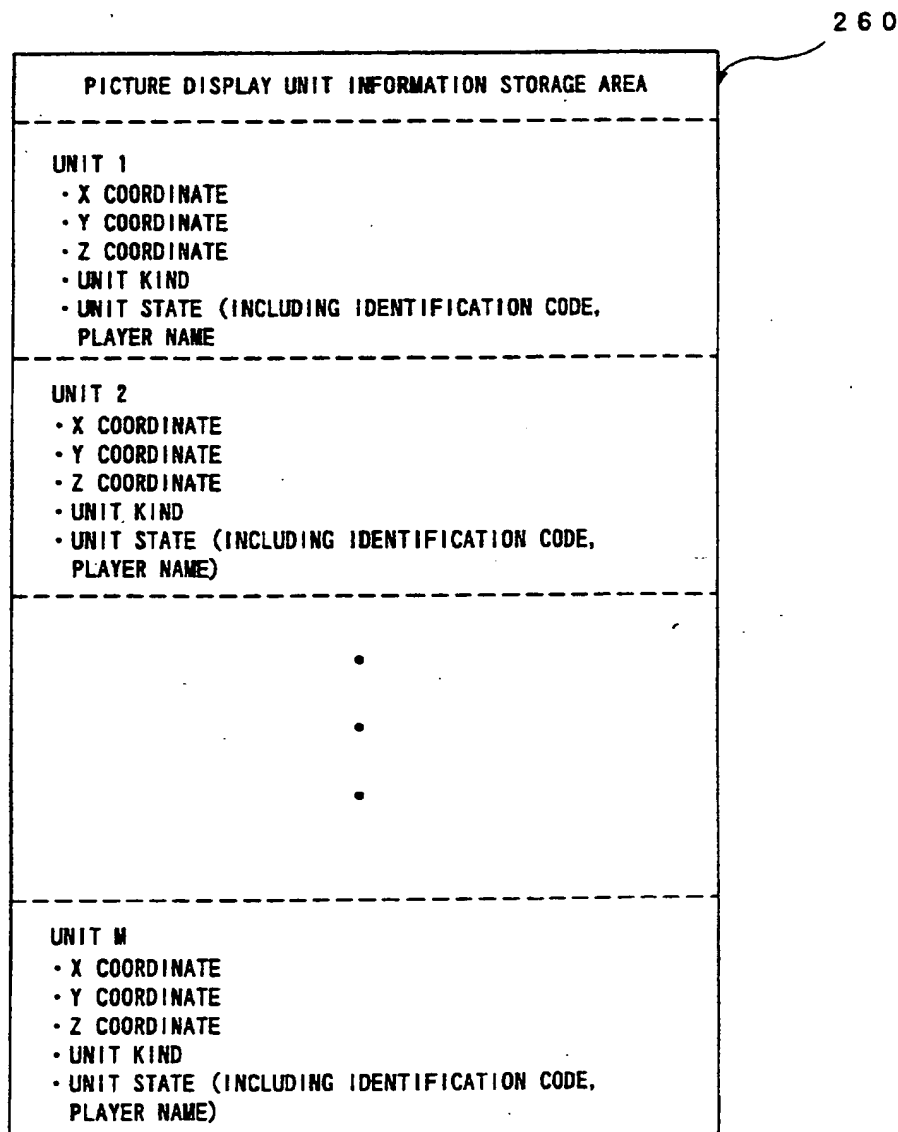 260
PICTURE DISPLAY UNIT INFORMATION STORAGE AREA
UNIT 1
・X COORDINATE
・Y COORDINATE
・Z COORDINATE
・UNIT KIND
・UNIT STATE (INCLUDING IDENTIFICATION CODE,
PLAYER NAME
UNIT 2
・X COORDINATE
・Y COORDINATE
・Z COORDINATE
・UNIT KIND
・UNIT STATE (INCLUDING IDENTIFICATION CODE,
PLAYER NAME)
UNIT M
・X COORDINATE
・Y COORDINATE
・Z COORDINATE
・UNIT KIND
・UNIT STATE (INCLUDING IDENTIFICATION CODE,
PLAYER NAME)